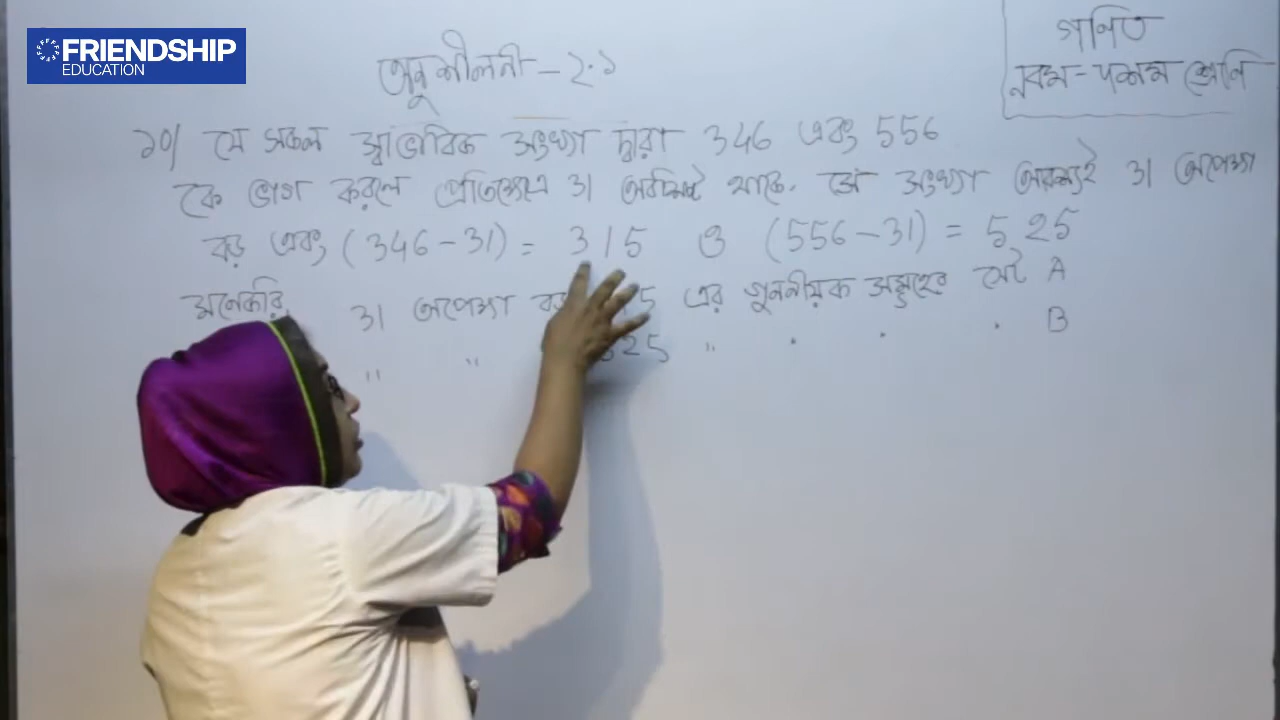 FRIENDSHIP
EDUCATION
অনুশীলনী - ২.১
গণিত
নবম-দশম শ্রেণি
১০/ যে সকল স্বাভাবিক সংখ্যা দ্বারা 346 এবং 556
কে ভাগ করলে প্রতিক্ষেত্রে 31 অবশিষ্ট থাকে. সে সংখ্যা অবশ্যই 31 অপেক্ষা
বড় এবং (346-31) = 315 ও (556-31) = 525
মনেকরি, 31 অপেক্ষা এর গুননীয়ক সমূহের সেট A
" " 525 " . . . B